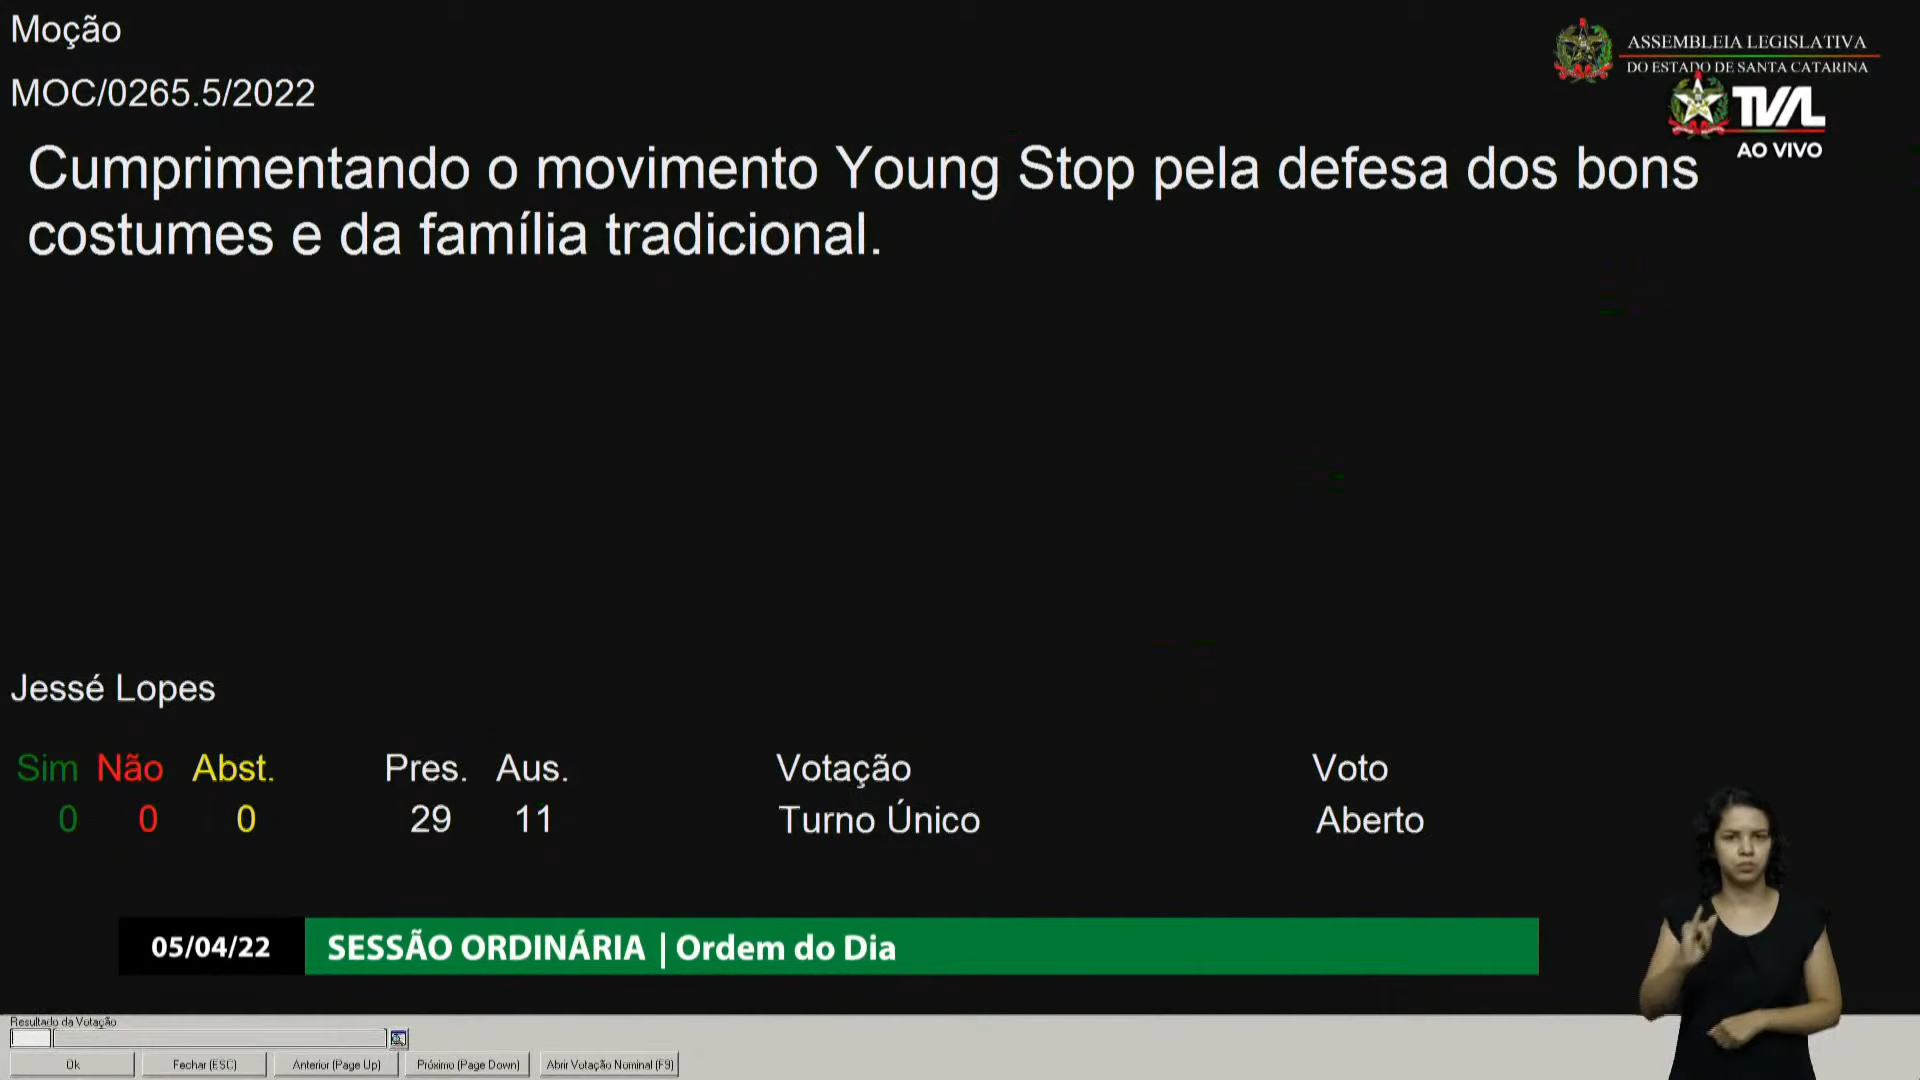 Moção
ASSEMBLEIA LEGISLATIVA
DO ESTADO DE SANTA CATARINA
MOC/0265.5/2022
TVAL
AO VIVO
Cumprimentando o movimento Young Stop pela defesa dos bons
costumes e da família tradicional.
Jessé Lopes
Sim Não Abst. Pres. Aus. Votação Voto
0 0 0 29 11 Turno Único Aberto
05/04/22 SESSÃO ORDINÁRIA | Ordem do Dia
Resultado da Votação
Ok Fechar (ESC) Anterior (Page Up) Próximo (Page Down) Abrir Votação Nominal (F9)